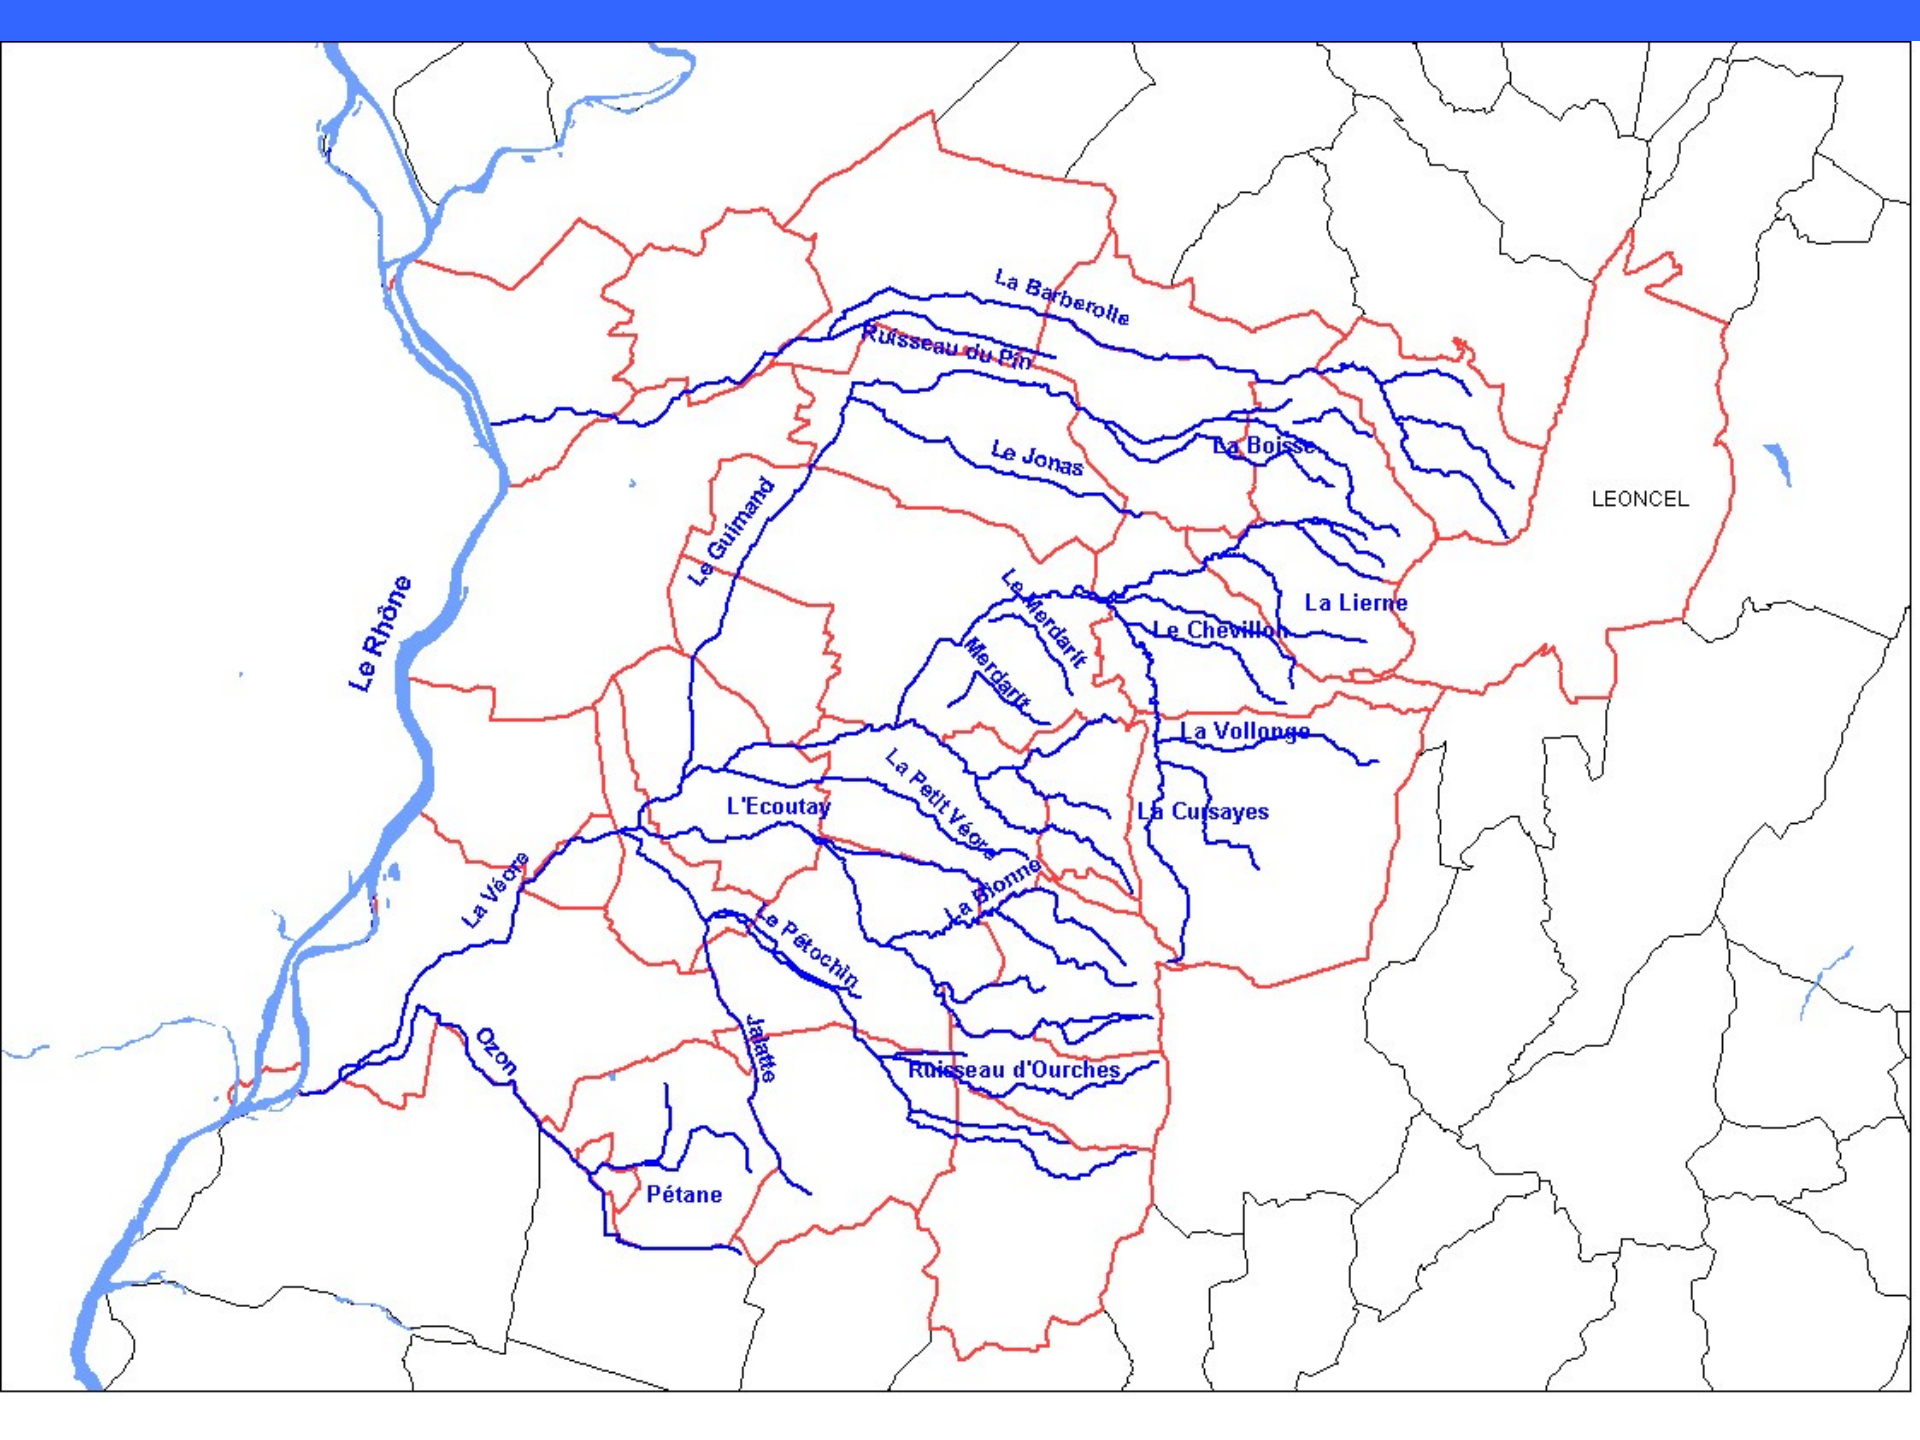 La Barberolle
Ruisseau du Pin
La Boisse
Le Jonas
LEONCEL
Le Guimand
Le Rhône
Le Merdarit
La Lierne
Le Chevillon
Merdarit
La Vollonge
La Petit Véore
L'Ecoutay
La Cursayes
La Véore
La Bionne
Le Pétochin
Ozon
Jalatte
Ruisseau d'Ourches
Pétane